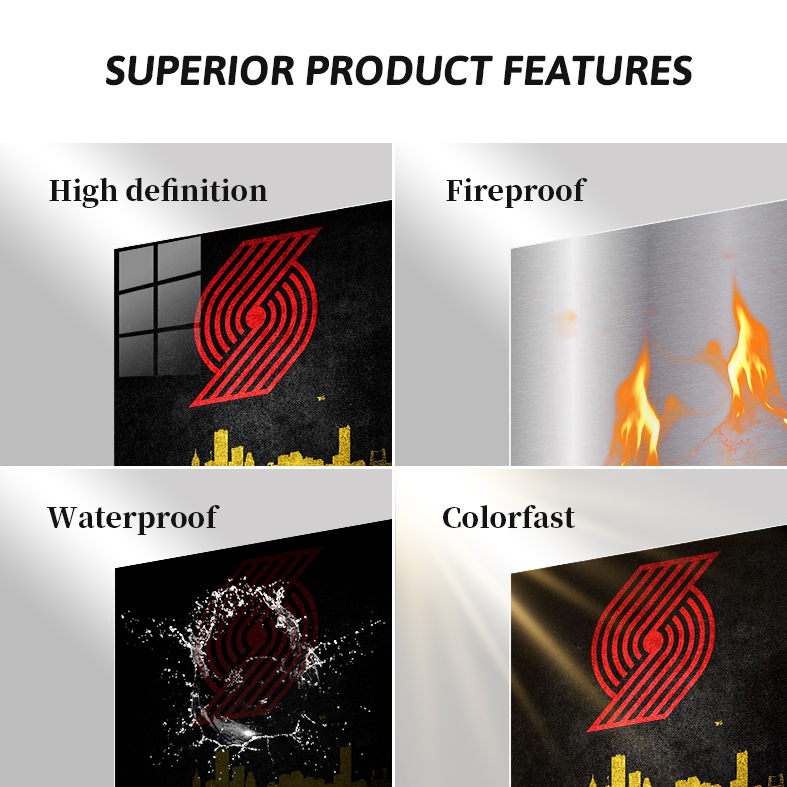 SUPERIOR PRODUCT FEATURES
High definition
Fireproof
Waterproof
Colorfast